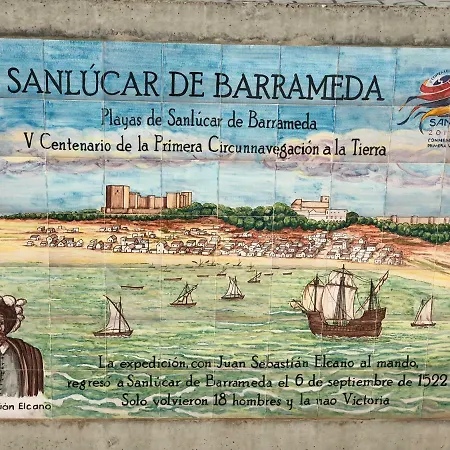 SANLÚCAR DE BARRAMEDA
Playas de Sanlúcar de Barrameda
V Centenario de la Primera Circunnavegación a la Tierra
La expedición, con Juan Sebastián Elcano al mando,
regresó a Sanlúcar de Barrameda el 6 de septiembre de 1522
Solo volvieron 18 hombres y la nao Victoria
Elcano